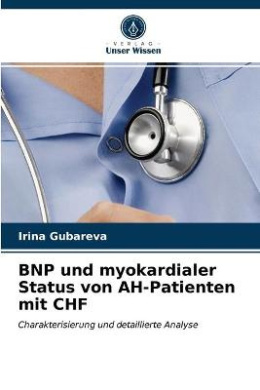 VERLAG
Unser Wissen
Irina Gubareva
BNP und myokardialer
Status von AH-Patienten
mit CHF
Charakterisierung und detaillierte Analyse